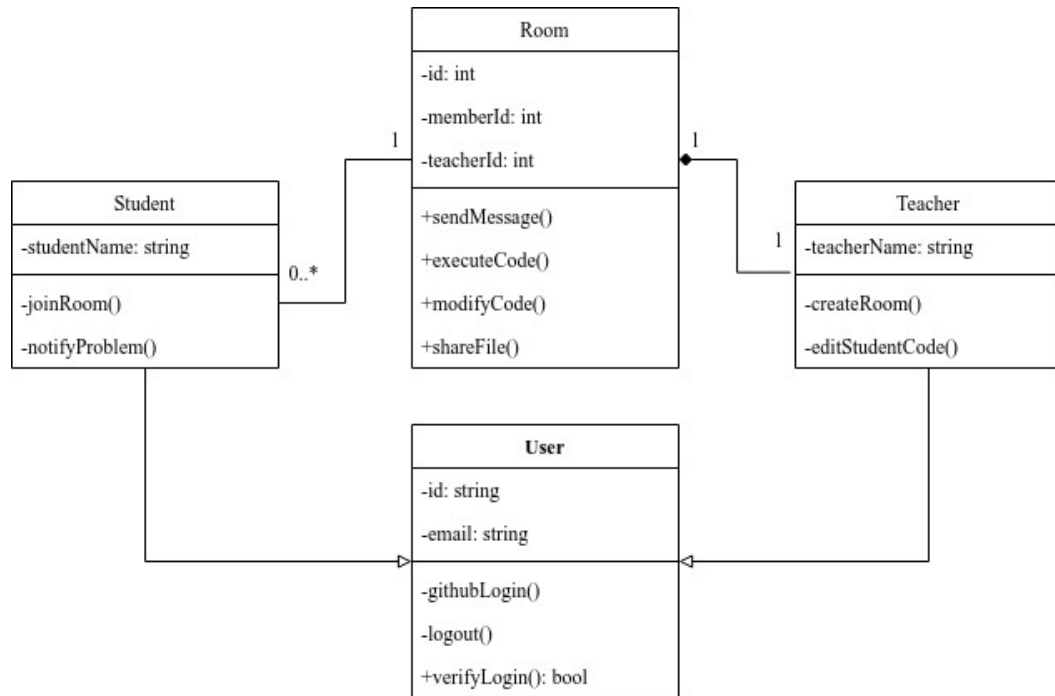 Room
-id: int
-memberId: int
-teacherId: int
+sendMessage()
+executeCode()
+modifyCode()
+shareFile()
1
1
Student
-studentName: string
-joinRoom()
-notifyProblem()
0..*
1
Teacher
-teacherName: string
-createRoom()
-editStudentCode()
User
-id: string
-email: string
-githubLogin()
-logout()
+verifyLogin(): bool